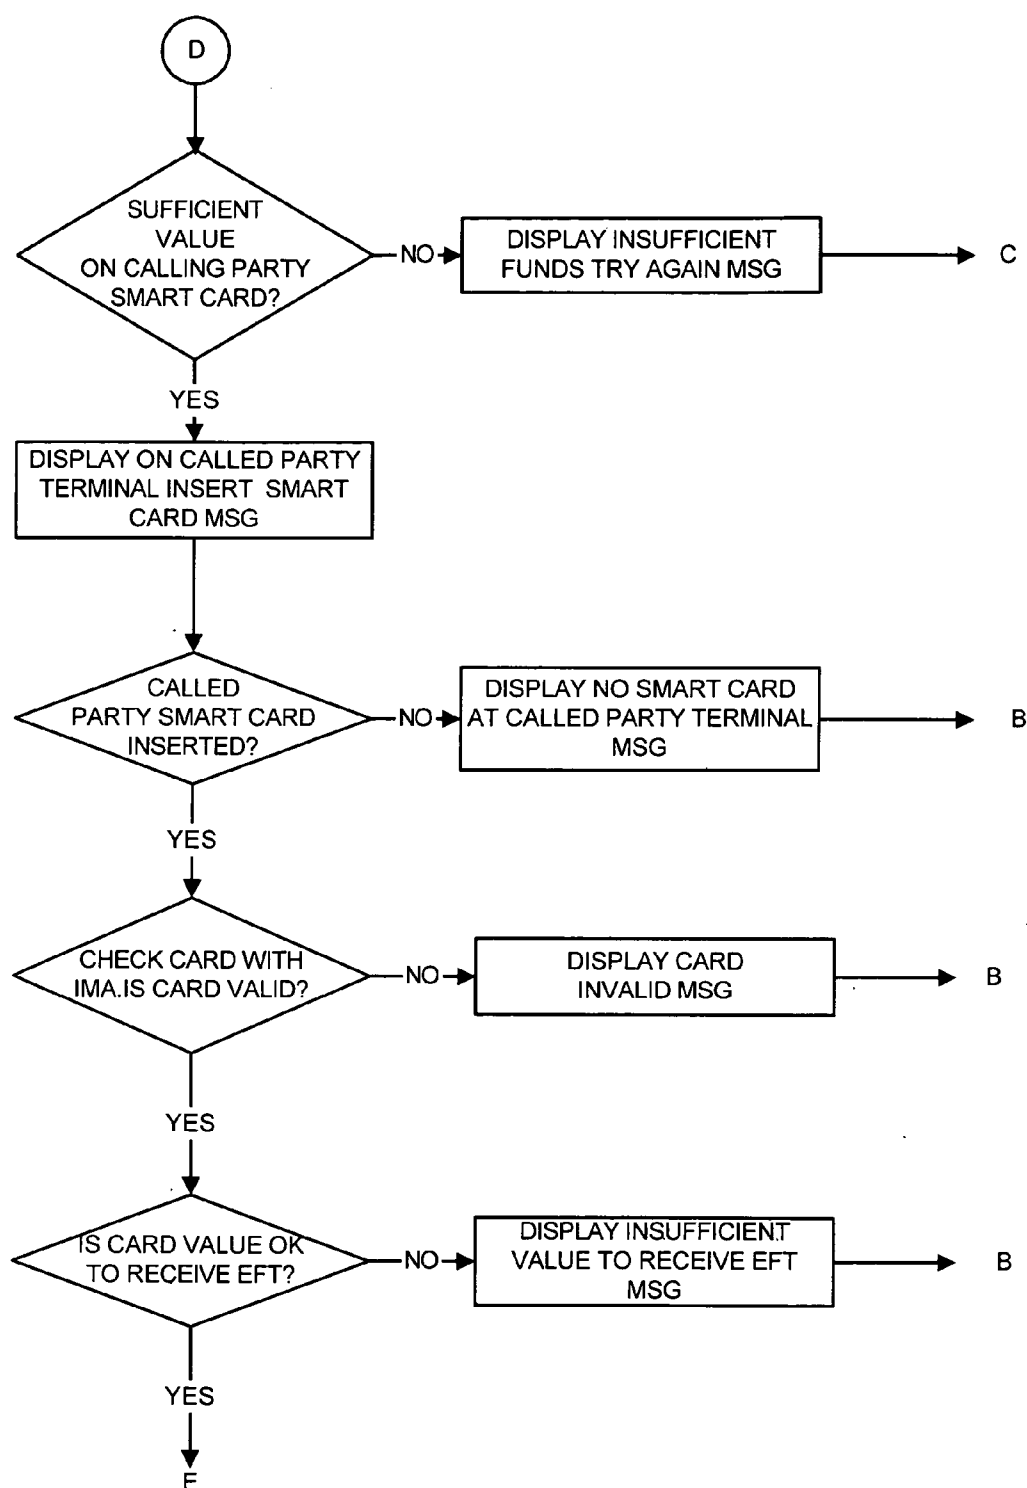 D
SUFFICIENT
VALUE
ON CALLING PARTY
SMART CARD?
NO
DISPLAY INSUFFICIENT
FUNDS TRY AGAIN MSG
C
YES
DISPLAY ON CALLED PARTY
TERMINAL INSERT SMART
CARD MSG
CALLED
PARTY SMART CARD
INSERTED?
NO
DISPLAY NO SMART CARD
AT CALLED PARTY TERMINAL
MSG
B
YES
CHECK CARD WITH
IMA.IS CARD VALID?
NO
DISPLAY CARD
INVALID MSG
B
YES
IS CARD VALUE OK
TO RECEIVE EFT?
NO
DISPLAY INSUFFICIENT
VALUE TO RECEIVE EFT
MSG
B
YES